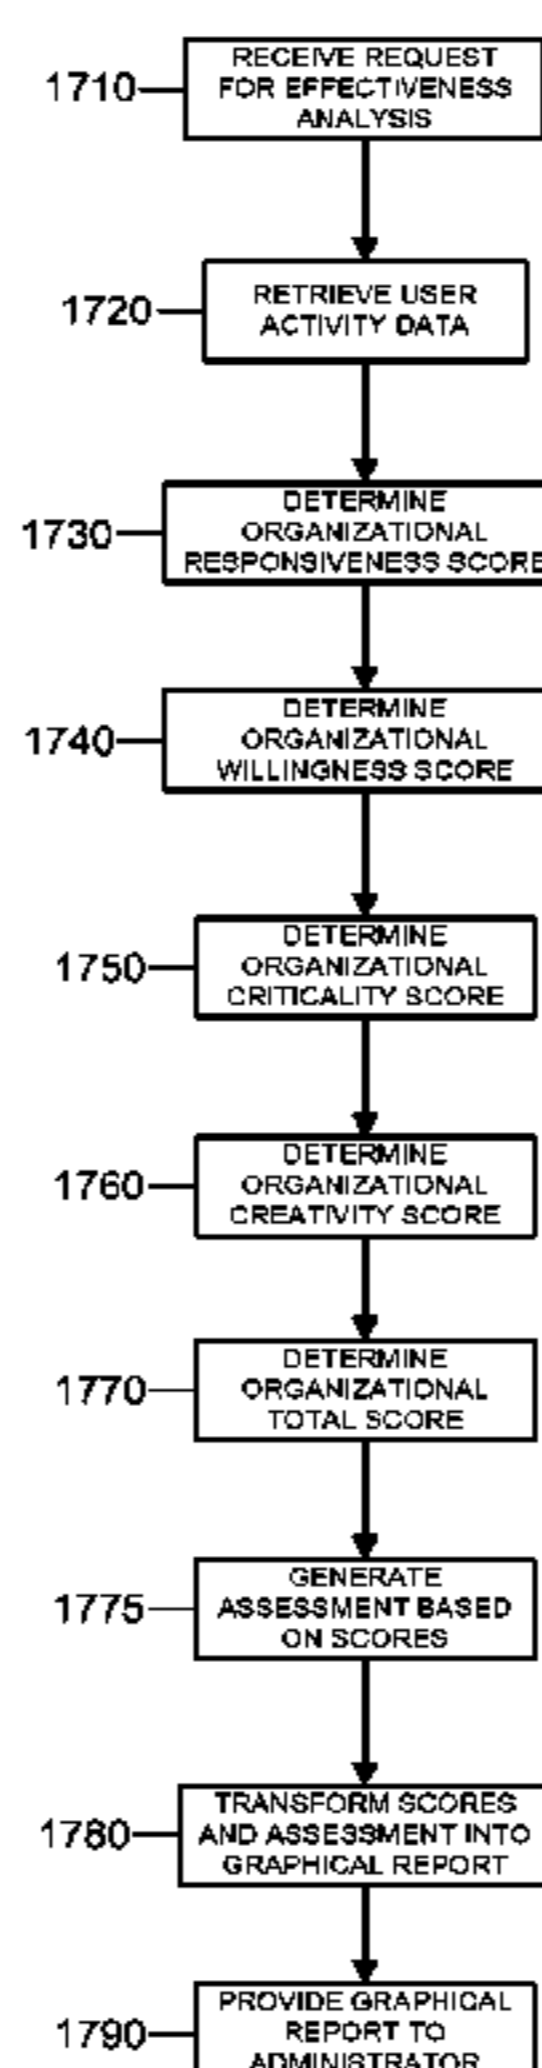 1710
RECEIVE REQUEST
FOR EFFECTIVENESS
ANALYSIS
1720
RETRIEVE USER
ACTIVITY DATA
1730
DETERMINE
ORGANIZATIONAL
RESPONSIVENESS SCORE
1740
DETERMINE
ORGANIZATIONAL
WILLINGNESS SCORE
1750
DETERMINE
ORGANIZATIONAL
CRITICALITY SCORE
1760
DETERMINE
ORGANIZATIONAL
CREATIVITY SCORE
1770
DETERMINE
ORGANIZATIONAL
TOTAL SCORE
1775
GENERATE
ASSESSMENT BASED
ON SCORES
1780
TRANSFORM SCORES
AND ASSESSMENT INTO
GRAPHICAL REPORT
1790
PROVIDE GRAPHICAL
REPORT TO
ADMINISTRATOR